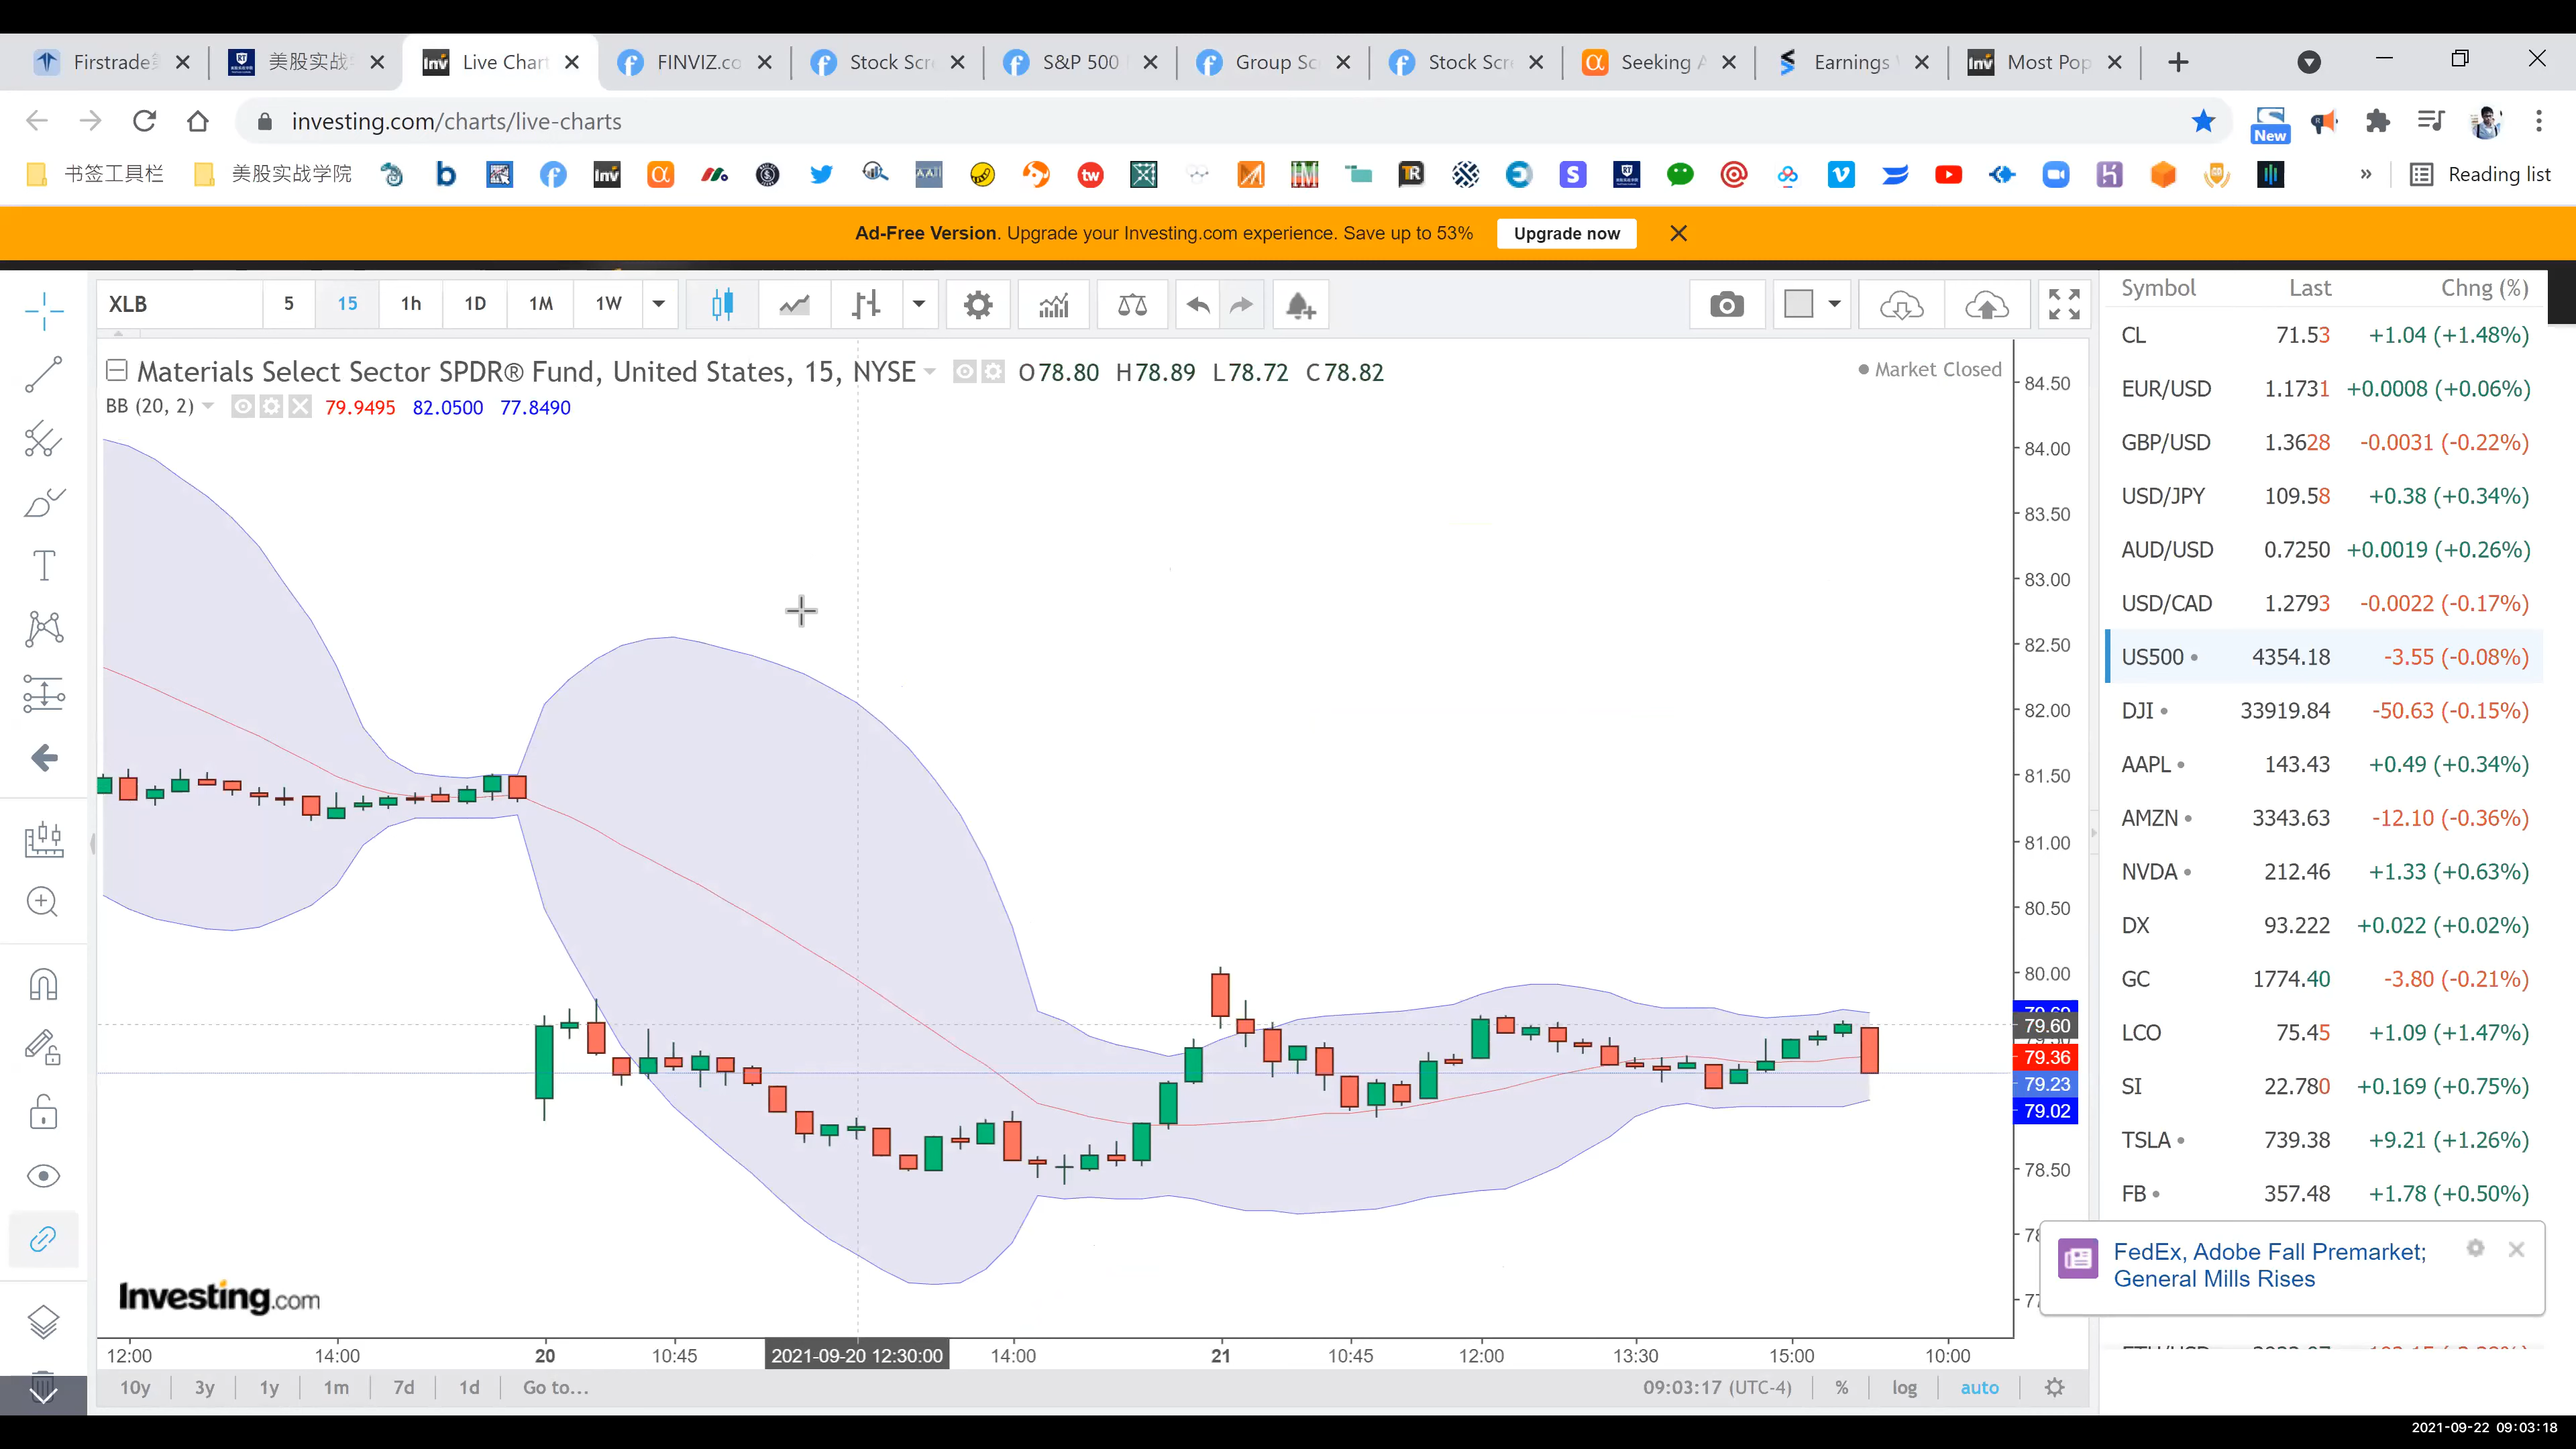 Firstrade
美股实战
Live Char
FINVIZ.co
Stock Scr
S&P 500
Group Sc
Stock Scr
Seeking A
Earnings
Most Pop
investing.com/charts/live-charts
New
书签工具栏
美股实战学院
Reading list
Ad-Free Version. Upgrade your Investing.com experience. Save up to 53%
Upgrade now
XLB
5
15
1h
1D
1M
1W
Materials Select Sector SPDR® Fund, United States, 15, NYSE
O78.80 H78.89 L78.72 C78.82
Market Closed
BB (20, 2)
79.9495 82.0500 77.8490
84.50
84.00
83.50
83.00
82.50
82.00
81.50
81.00
80.50
80.00
79.60
79.36
79.23
79.02
78.50
Investing.com
12:00
14:00
20
10:45
2021-09-20 12:30:00
14:00
21
10:45
12:00
13:30
15:00
10:00
10y
3y
1y
1m
7d
1d
Go to...
09:03:17 (UTC-4)
%
log
auto
Symbol Last Chng (%)
CL 71.53 +1.04 (+1.48%)
EUR/USD 1.1731 +0.0008 (+0.06%)
GBP/USD 1.3628 -0.0031 (-0.22%)
USD/JPY 109.58 +0.38 (+0.34%)
AUD/USD 0.7250 +0.0019 (+0.26%)
USD/CAD 1.2793 -0.0022 (-0.17%)
US500 4354.18 -3.55 (-0.08%)
DJI 33919.84 -50.63 (-0.15%)
AAPL 143.43 +0.49 (+0.34%)
AMZN 3343.63 -12.10 (-0.36%)
NVDA 212.46 +1.33 (+0.63%)
DX 93.222 +0.022 (+0.02%)
GC 1774.40 -3.80 (-0.21%)
LCO 75.45 +1.09 (+1.47%)
SI 22.780 +0.169 (+0.75%)
TSLA 739.38 +9.21 (+1.26%)
FB 357.48 +1.78 (+0.50%)
FedEx, Adobe Fall Premarket;
General Mills Rises
2021-09-22 09:03:18